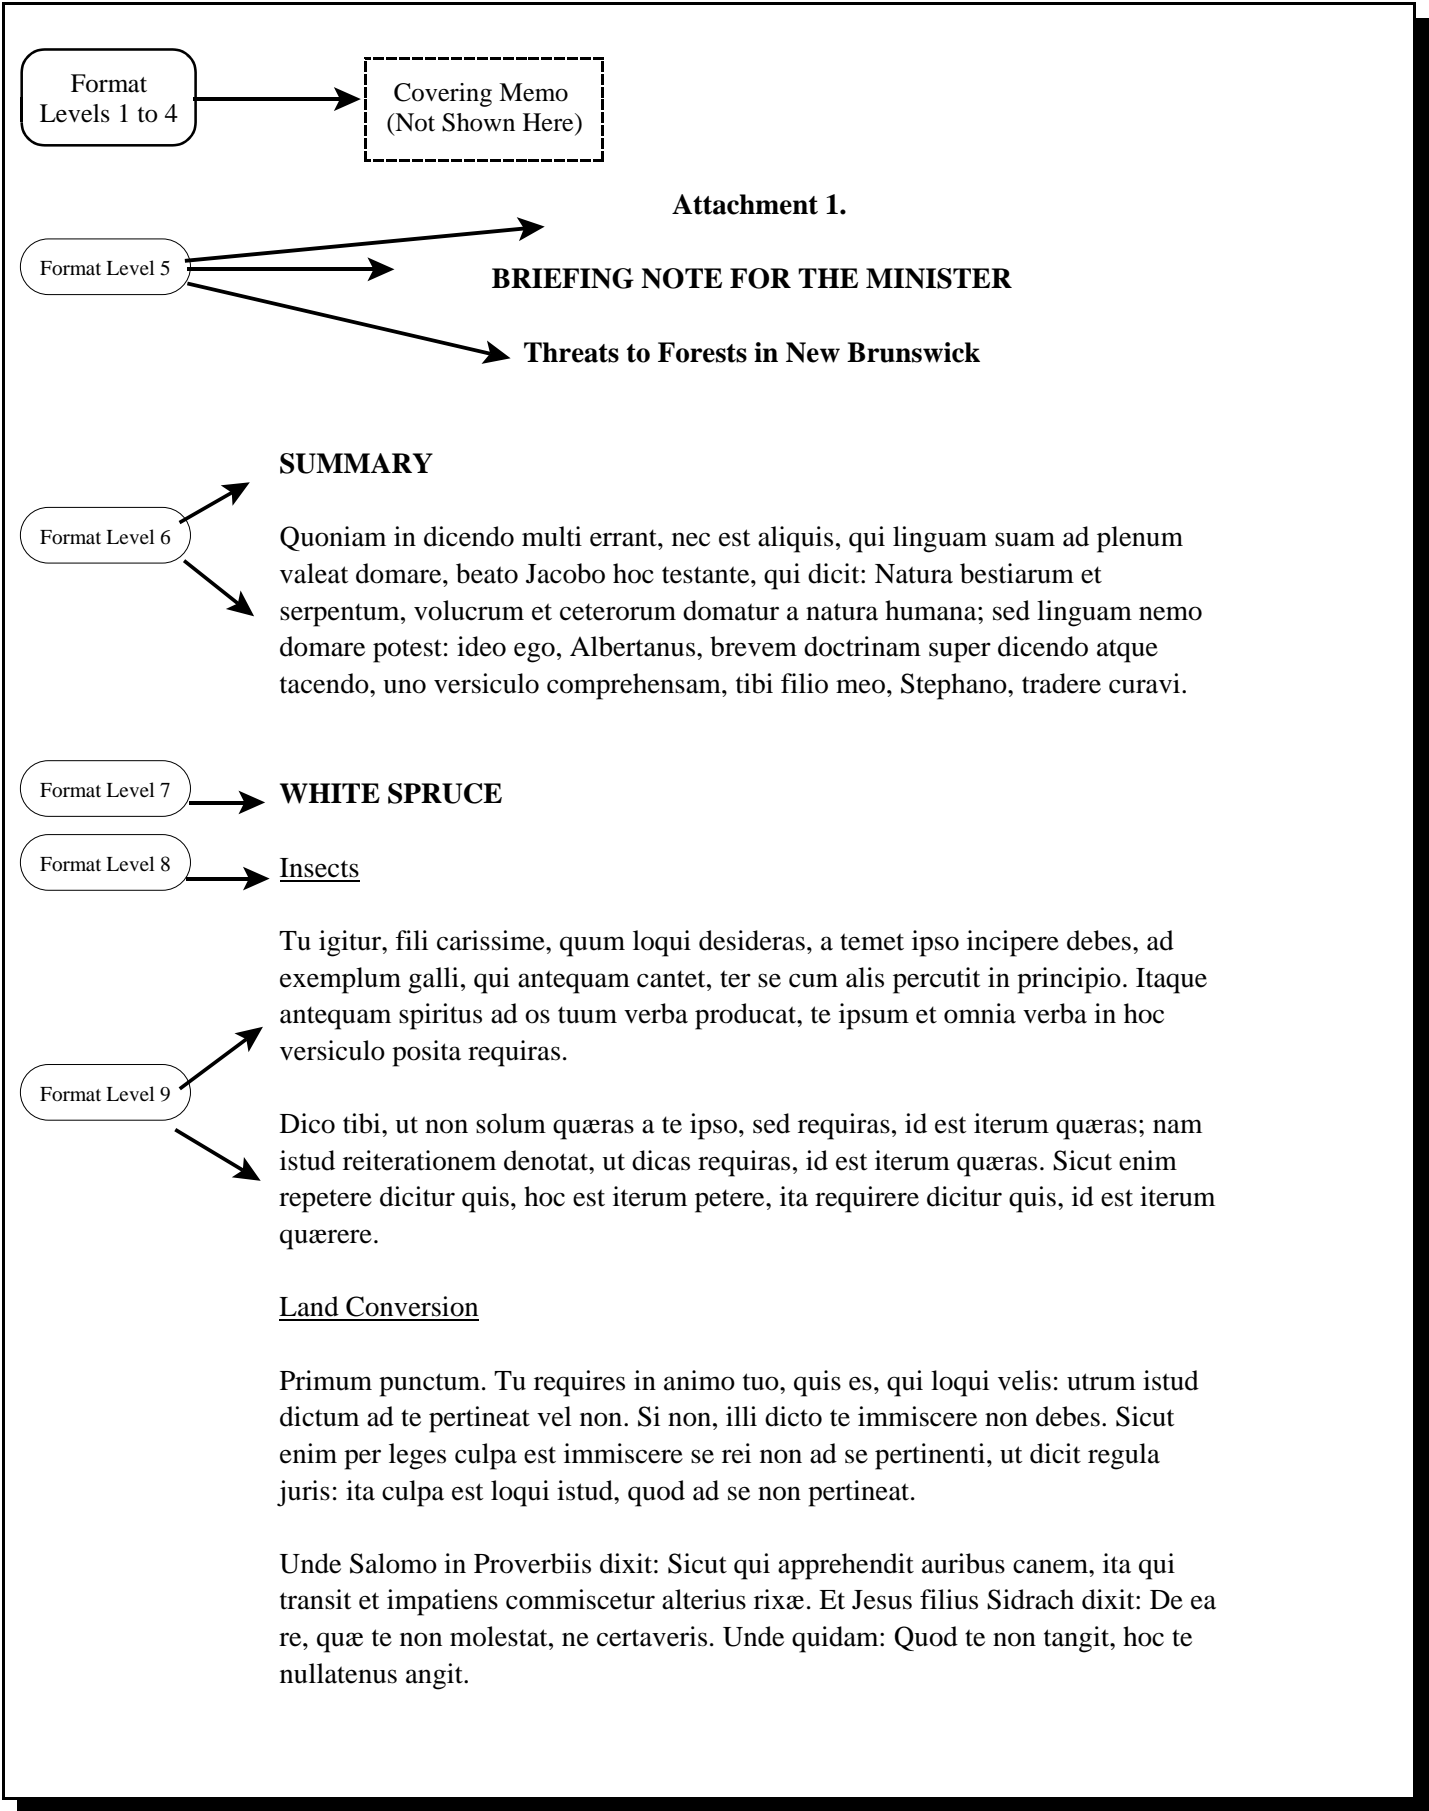 Format
Levels 1 to 4
Covering Memo
(Not Shown Here)
Attachment 1.
Format Level 5
BRIEFING NOTE FOR THE MINISTER
Threats to Forests in New Brunswick
SUMMARY
Format Level 6
Quoniam in dicendo multi errant, nec est aliquis, qui linguam suam ad plenum
valeat domare, beato Jacobo hoc testante, qui dicit: Natura bestiarum et
serpentum, volucrum et ceterorum domatur a natura humana; sed linguam nemo
domare potest: ideo ego, Albertanus, brevem doctrinam super dicendo atque
tacendo, uno versiculo comprehensam, tibi filio meo, Stephano, tradere curavi.
Format Level 7
WHITE SPRUCE
Format Level 8
Insects
Tu igitur, fili carissime, quum loqui desideras, a temet ipso incipere debes, ad
exemplum galli, qui antequam cantet, ter se cum alis percutit in principio. Itaque
antequam spiritus ad os tuum verba producat, te ipsum et omnia verba in hoc
versiculo posita requiras.
Format Level 9
Dico tibi, ut non solum quæras a te ipso, sed requiras, id est iterum quæras; nam
istud reiterationem denotat, ut dicas requiras, id est iterum quæras. Sicut enim
repetere dicitur quis, hoc est iterum petere, ita requirere dicitur quis, id est iterum
quærere.
Land Conversion
Primum punctum. Tu requires in animo tuo, quis es, qui loqui velis: utrum istud
dictum ad te pertineat vel non. Si non, illi dicto te immiscere non debes. Sicut
enim per leges culpa est immiscere se rei non ad se pertinenti, ut dicit regula
juris: ita culpa est loqui istud, quod ad se non pertineat.
Unde Salomo in Proverbiis dixit: Sicut qui apprehendit auribus canem, ita qui
transit et impatiens commiscetur alterius rixæ. Et Jesus filius Sidrach dixit: De ea
re, quæ te non molestat, ne certaveris. Unde quidam: Quod te non tangit, hoc te
nullatenus angit.